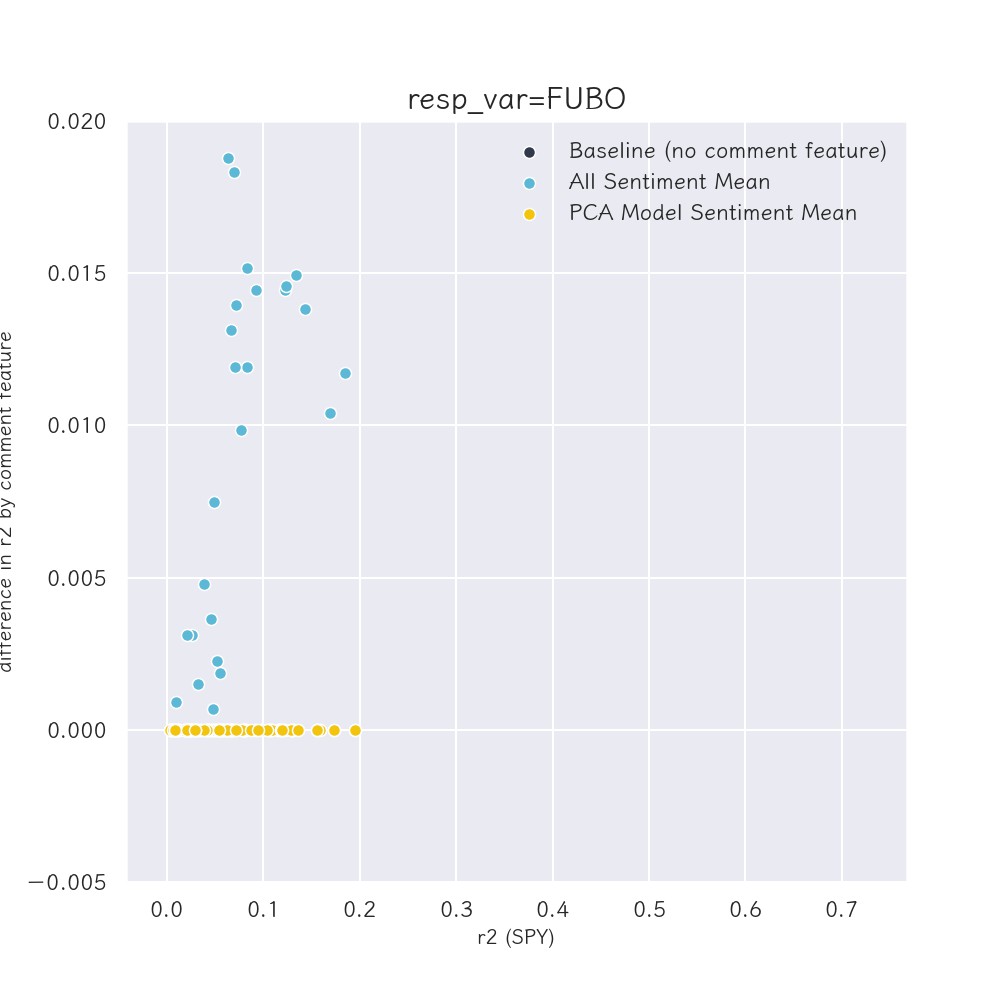 resp_var=FUBO
Baseline (no comment feature)
All Sentiment Mean
PCA Model Sentiment Mean
difference in r2 by comment feature
0.020
0.015
0.010
0.005
0.000
−0.005
0.0 0.1 0.2 0.3 0.4 0.5 0.6 0.7
r2 (SPY)